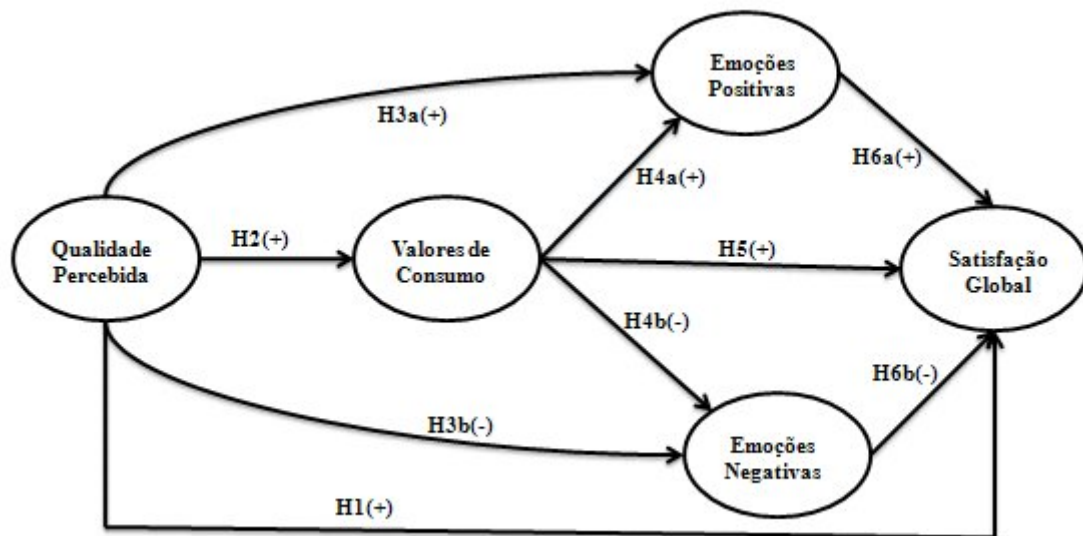 Emoções
Positivas
H3a(+)
H6a(+)
H4a(+)
Qualidade
Percebida
H2(+)
Valores de
Consumo
H5(+)
Satisfação
Global
H4b(-)
H6b(-)
H3b(-)
Emoções
Negativas
H1(+)